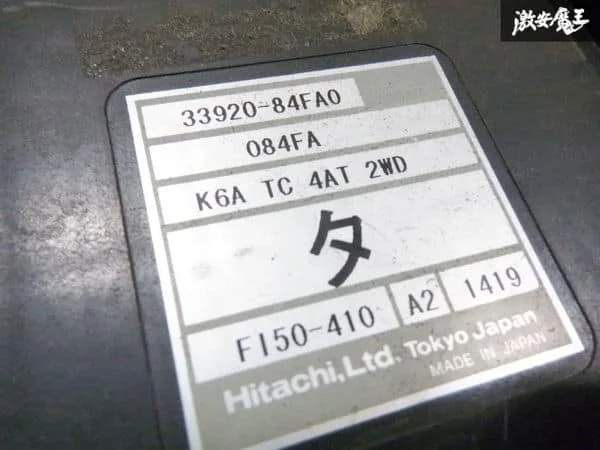 激安魔王
33920-84FA0
084FA
K6A TC 4AT 2WD
タ
F150-410 A2 1419
Hitachi, Ltd. Tokyo Japan
MADE IN JAPAN